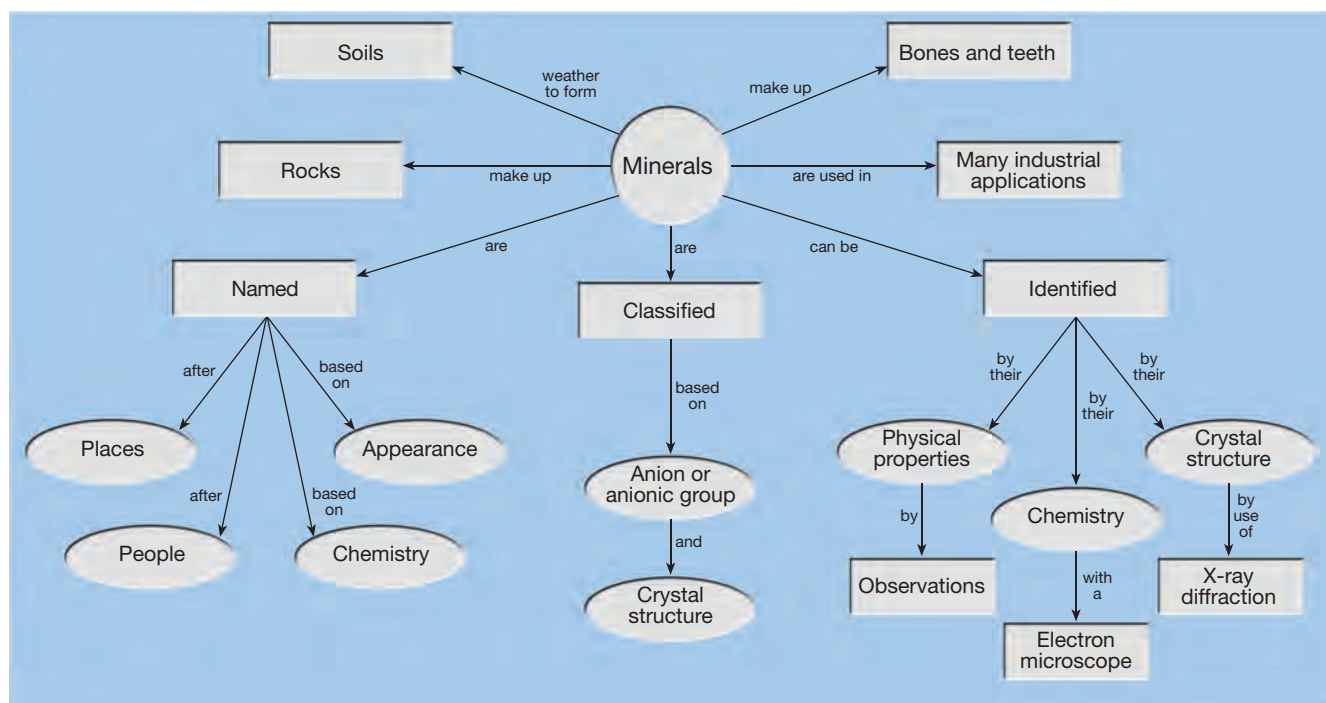 Soils
Bones and teeth
weather
to form
make up
Minerals
Rocks
make up
are used in
Many industrial
applications
are
are
can be
Named
Classified
Identified
after
based
on
based
on
by
their
by
their
by
their
Places
Appearance
Anion or
anionic group
Physical
properties
Crystal
structure
after
based
on
by
Chemistry
by
use
of
People
Chemistry
and
Observations
with
a
X-ray
diffraction
Crystal
structure
Electron
microscope